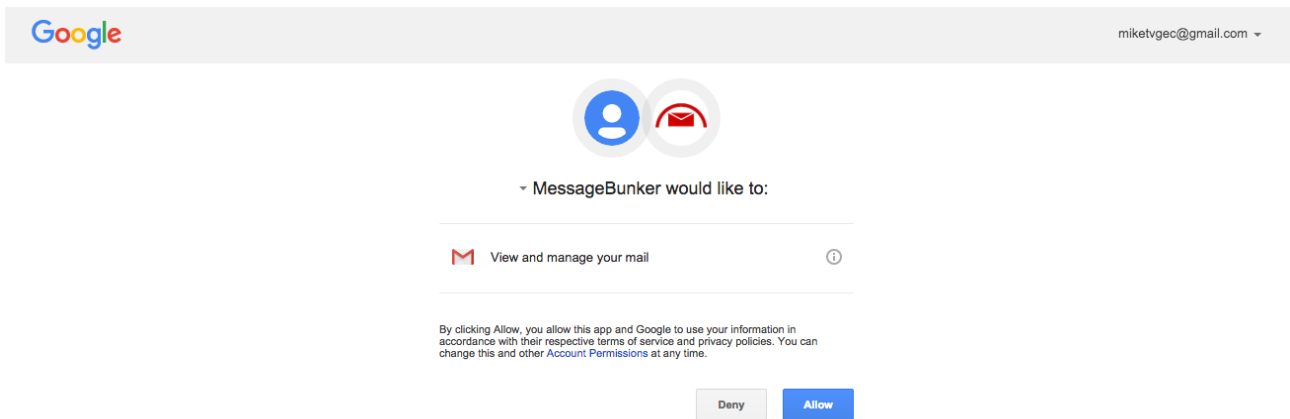 Google
miketvgec@gmail.com
MessageBunker would like to:
View and manage your mail
By clicking Allow, you allow this app and Google to use your information in
accordance with their respective terms of service and privacy policies. You can
change this and other Account Permissions at any time.
Deny
Allow